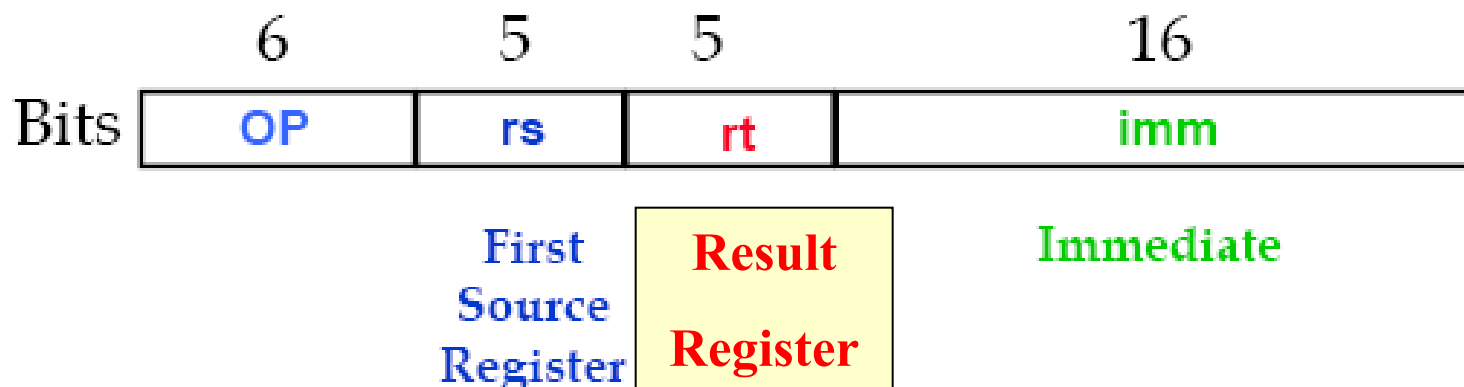 6 5 5 16
Bits OP rs rt imm
First Result Immediate
Source
Register Register